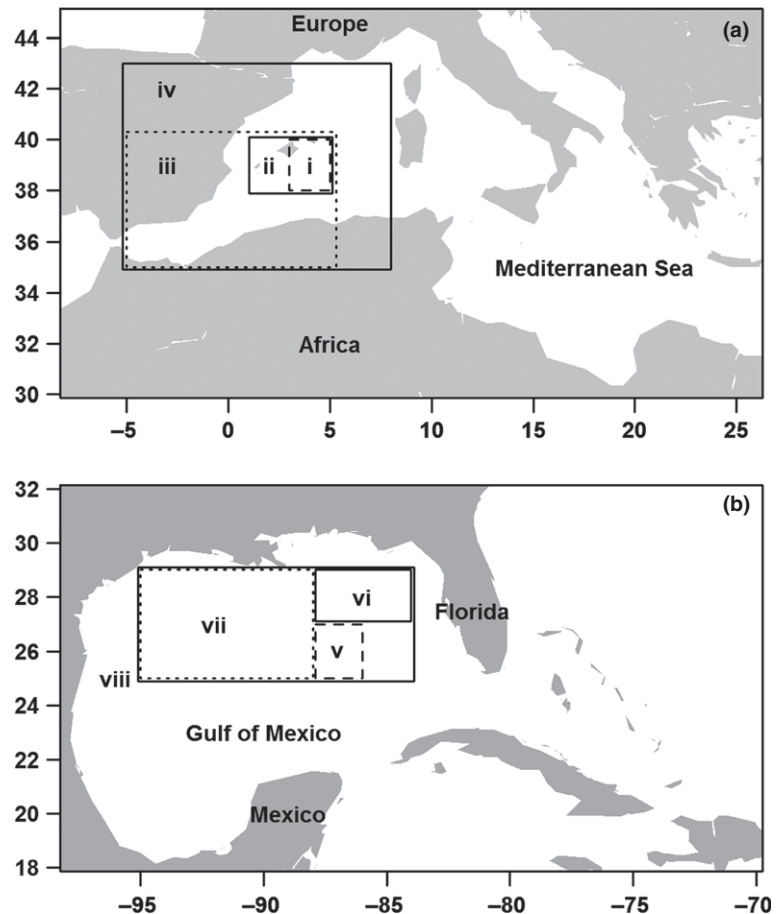 Europe
(a)
44
42
40
38
36
34
32
30
iv
iii
ii
i
Mediterranean Sea
Africa
–5
0
5
10
15
20
25
(b)
32
30
28
26
24
22
20
18
vi
vii
v
viii
Florida
Gulf of Mexico
Mexico
–95
–90
–85
–80
–75
–70